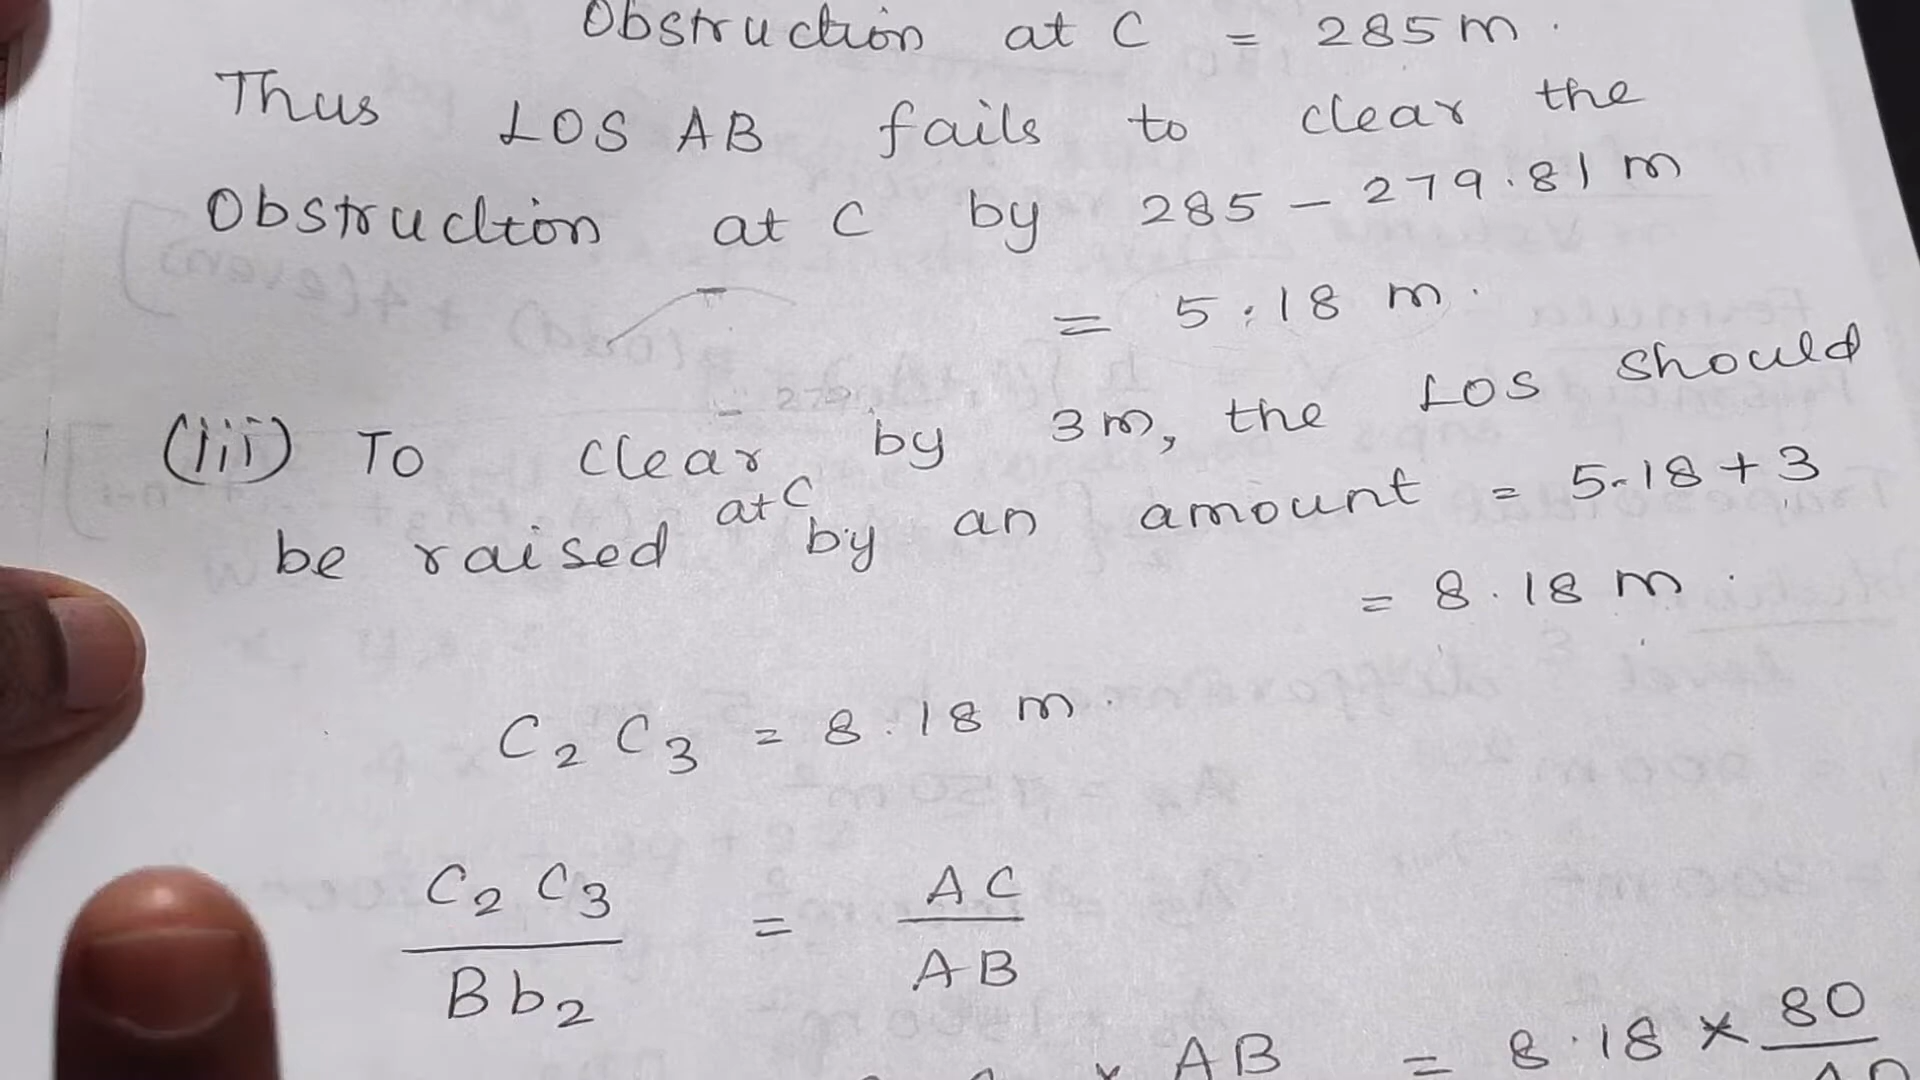 Obstruction at C = 285 m.
Thus LOS AB fails to clear the
Obstruction at C by 285 - 279.81 m
= 5.18 m.
(iii) To clear by 3 m, the LOS should
be raised at C by an amount = 5.18 + 3
= 8.18 m.
C2 C3 = 8.18 m.
C2 C3 / B b2 = AC / AB
× AB = 8.18 × 80